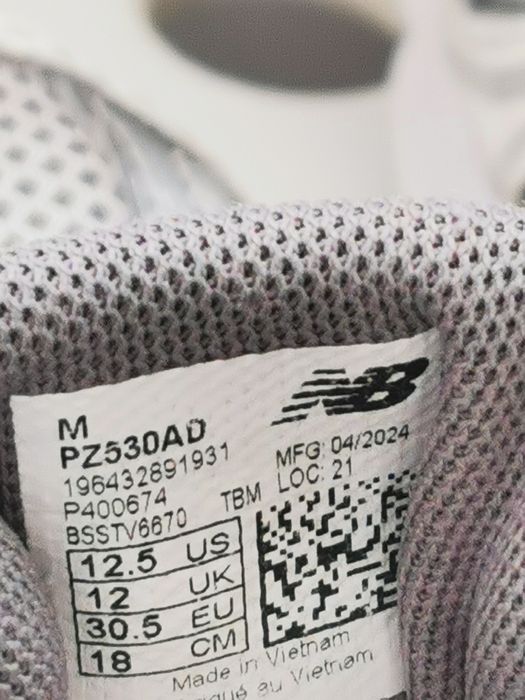 M
PZ530AD
196432891931
P400674
BSSTV6670 TBM
NB
MFG: 04/2024
LOC: 21
12.5 US
12 UK
30.5 EU
18 CM
Made in Vietnam
au Vietnam